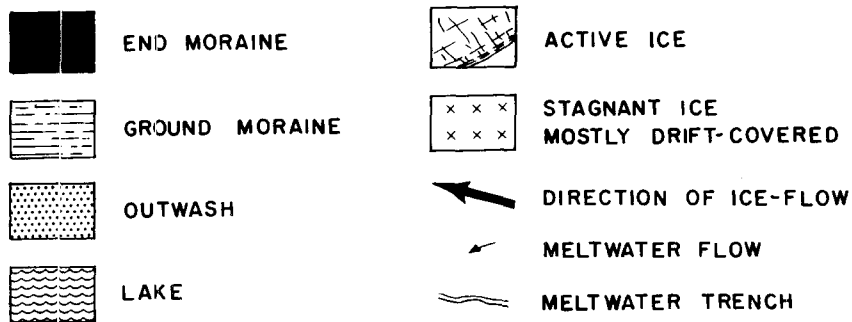 END MORAINE
GROUND MORAINE
OUTWASH
LAKE
ACTIVE ICE
STAGNANT ICE
MOSTLY DRIFT-COVERED
DIRECTION OF ICE-FLOW
MELTWATER FLOW
MELTWATER TRENCH